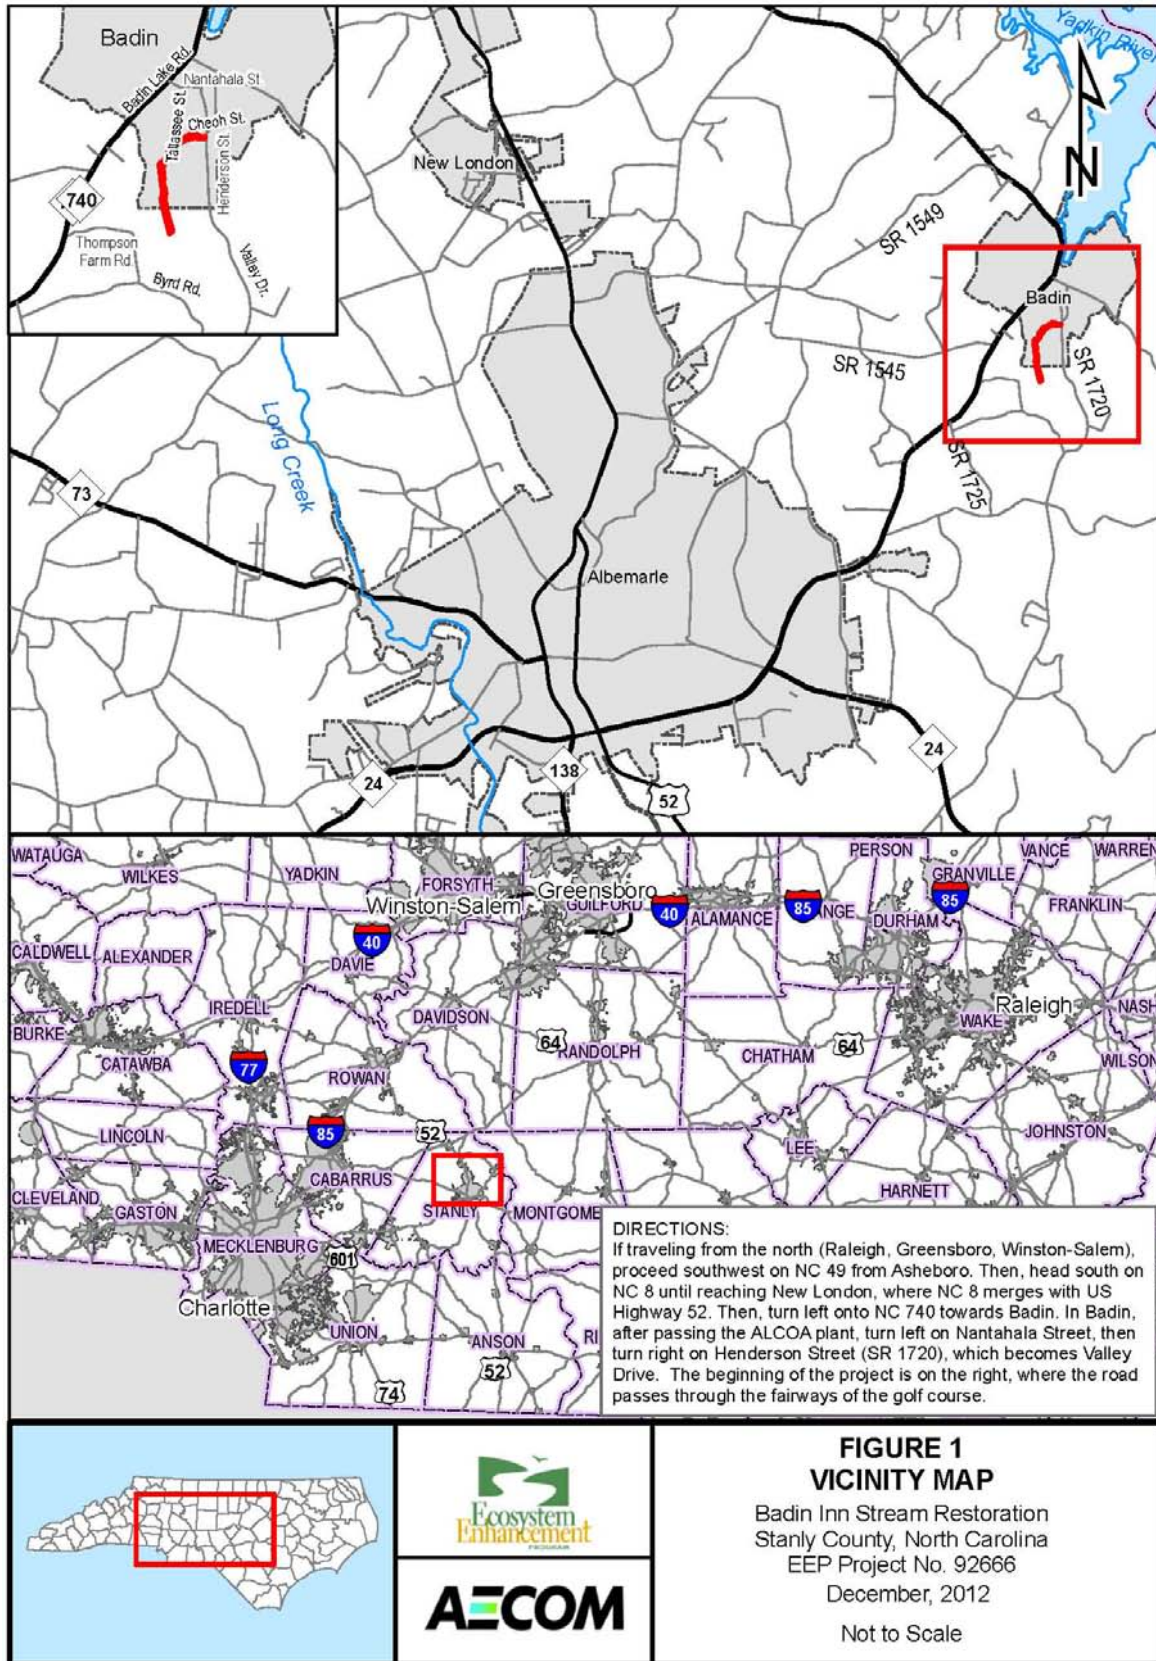 Badin
Badin Lake Rd.
Nantahala St.
Tallassee St.
Cheoh St.
Henderson St.
740
Thompson
Farm Rd.
Byrd Rd.
Valley Dr.
New London
Yadkin River
N
SR 1549
Badin
SR 1545
SR 1720
SR 1725
Long Creek
73
Albemarle
24
138
52
24
WATAUGA
WILKES
YADKIN
FORSYTH
Winston-Salem
Greensboro
GUILFORD
40
ALAMANCE
85
ANGE
PERSON
DURHAM
GRANVILLE
85
VANCE
WARREN
FRANKLIN
CALDWELL
ALEXANDER
40
DAVIE
IREDELL
DAVIDSON
BURKE
CATAWBA
77
ROWAN
64
RANDOLPH
CHATHAM
64
WAKE
Raleigh
NASH
WILSON
LINCOLN
85
52
CABARRUS
LEE
JOHNSTON
HARNETT
CLEVELAND
GASTON
STANLY
MONTGOME
MECKLENBURG
601
Charlotte
UNION
ANSON
RI
52
74
DIRECTIONS:
If traveling from the north (Raleigh, Greensboro, Winston-Salem),
proceed southwest on NC 49 from Asheboro. Then, head south on
NC 8 until reaching New London, where NC 8 merges with US
Highway 52. Then, turn left onto NC 740 towards Badin. In Badin,
after passing the ALCOA plant, turn left on Nantahala Street, then
turn right on Henderson Street (SR 1720), which becomes Valley
Drive. The beginning of the project is on the right, where the road
passes through the fairways of the golf course.
Ecosystem
Enhancement
PROGRAM
AECOM
FIGURE 1
VICINITY MAP
Badin Inn Stream Restoration
Stanly County, North Carolina
EEP Project No. 92666
December, 2012
Not to Scale